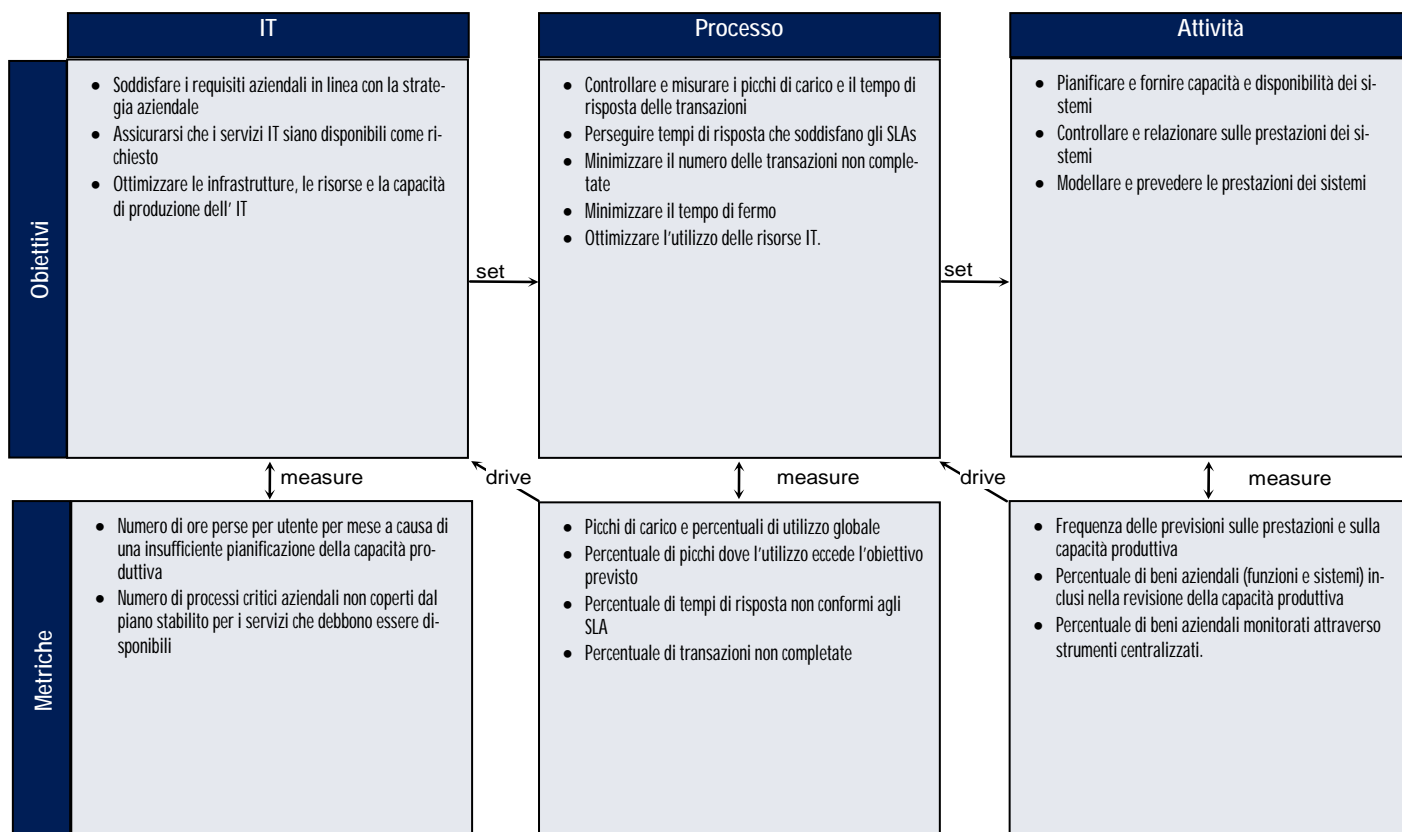 IT
Processo
Attività
Obiettivi
• Soddisfare i requisiti aziendali in linea con la strate-
gia aziendale
• Assicurarsi che i servizi IT siano disponibili come ri-
chiesto
• Ottimizzare le infrastrutture, le risorse e la capacità
di produzione dell' IT
set
• Controllare e misurare i picchi di carico e il tempo di
risposta delle transazioni
• Perseguire tempi di risposta che soddisfano gli SLAs
• Minimizzare il numero delle transazioni non comple-
tate
• Minimizzare il tempo di fermo
• Ottimizzare l'utilizzo delle risorse IT.
set
• Pianificare e fornire capacità e disponibilità dei si-
stemi
• Controllare e relazionare sulle prestazioni dei si-
stemi
• Modellare e prevedere le prestazioni dei sistemi
measure
drive
measure
drive
measure
Metriche
• Numero di ore perse per utente per mese a causa di
una insufficiente pianificazione della capacità pro-
duttiva
• Numero di processi critici aziendali non coperti dal
piano stabilito per i servizi che debbono essere di-
sponibili
• Picchi di carico e percentuali di utilizzo globale
• Percentuale di picchi dove l'utilizzo eccede l'obiettivo
previsto
• Percentuale di tempi di risposta non conformi agli
SLA
• Percentuale di transazioni non completate
• Frequenza delle previsioni sulle prestazioni e sulla
capacità produttiva
• Percentuale di beni aziendali (funzioni e sistemi) in-
clusi nella revisione della capacità produttiva
• Percentuale di beni aziendali monitorati attraverso
strumenti centralizzati.